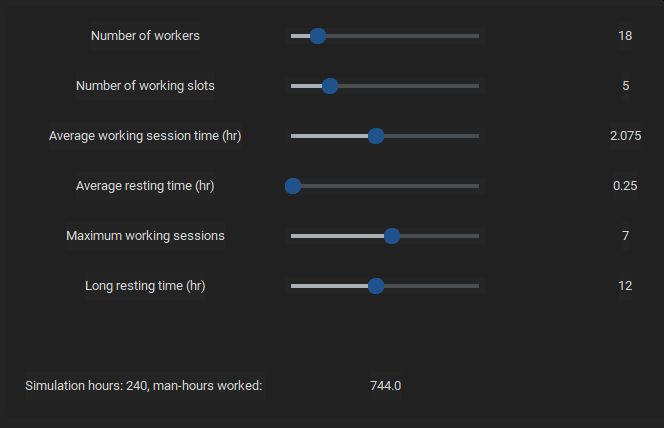 Number of workers 18
Number of working slots 5
Average working session time (hr) 2.075
Average resting time (hr) 0.25
Maximum working sessions 7
Long resting time (hr) 12
Simulation hours: 240, man-hours worked: 744.0